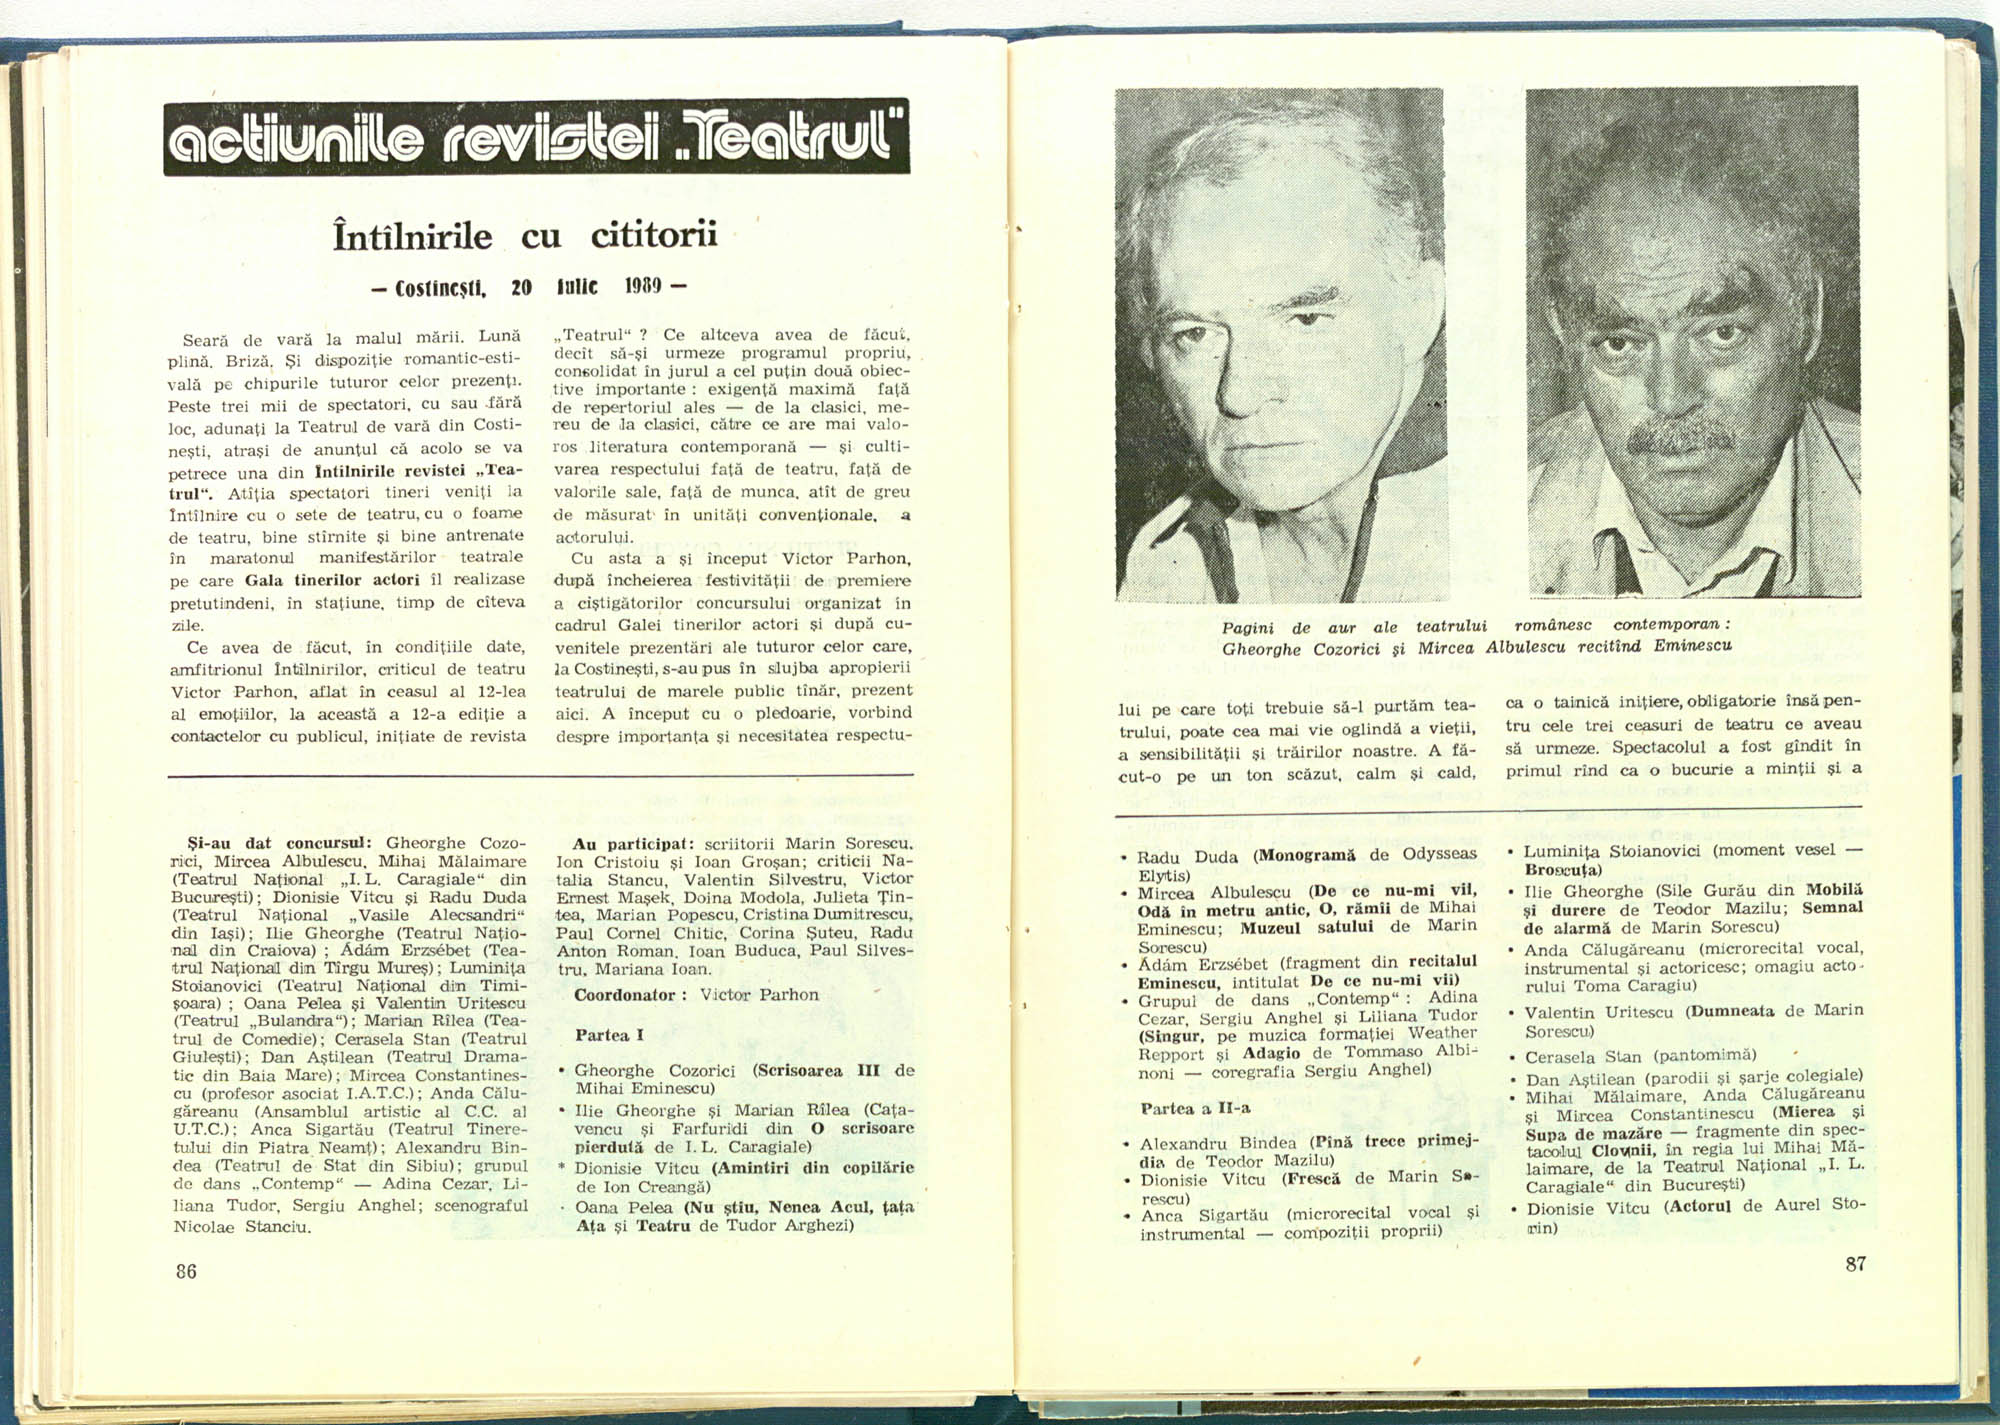 acțiunile revistei „Teatrul"
Întîlnirile cu cititorii
— Costinești, 20 Iulie 1989 —
Seară de vară la malul mării. Lună
plină. Briză. Și dispoziție romantic-esti-
vală pe chipurile tuturor celor prezenți.
Peste trei mii de spectatori, cu sau fără
loc, adunați la Teatrul de vară din Costi-
nești, atrași de anunțul că acolo se va
petrece una din Întîlnirile revistei „Tea-
trul“. Atîția spectatori tineri veniți la
Întîlnire cu o sete de teatru, cu o foame
de teatru, bine stîrnite și bine antrenate
în maratonul manifestărilor teatrale
pe care Gala tinerilor actori îl realizase
pretutindeni, în stațiune, timp de cîteva
zile.
Ce avea de făcut, în condițiile date,
amfitrionul Întîlnirilor, criticul de teatru
Victor Parhon, aflat în ceasul al 12-lea
al emoțiilor, la această a 12-a ediție a
contactelor cu publicul, inițiate de revista
„Teatrul“ ? Ce altceva avea de făcut,
decît să-și urmeze programul propriu,
consolidat în jurul a cel puțin două obiec-
tive importante : exigență maximă față
de repertoriul ales — de la clasici, me-
reu de la clasici, către ce are mai valo-
ros literatura contemporană — și culti-
varea respectului față de teatru, față de
valorile sale, față de munca, atît de greu
de măsurat în unități convenționale, a
actorului.
Cu asta a și început Victor Parhon,
după încheierea festivității de premiere
a cîștigătorilor concursului organizat în
cadrul Galei tinerilor actori și după cu-
venitele prezentări ale tuturor celor care,
la Costinești, s-au pus în slujba apropierii
teatrului de marele public tînăr, prezent
aici. A început cu o pledoarie, vorbind
despre importanța și necesitatea respectu-
Și-au dat concursul: Gheorghe Cozo-
rici, Mircea Albulescu, Mihai Mălaimare
(Teatrul Național „I. L. Caragiale“ din
București) ; Dionisie Vitcu și Radu Duda
(Teatrul Național „Vasile Alecsandri“
din Iași) ; Ilie Gheorghe (Teatrul Națio-
nal din Craiova) ; Ádám Erzsébet (Tea-
trul Național din Tîrgu Mureș) ; Luminița
Stoianovici (Teatrul Național din Timi-
șoara) ; Oana Pelea și Valentin Uritescu
(Teatrul „Bulandra“) ; Marian Rîlea (Tea-
trul de Comedie) ; Cerasela Stan (Teatrul
Giulești) ; Dan Aștilean (Teatrul Drama-
tic din Baia Mare) ; Mircea Constantines-
cu (profesor asociat I.A.T.C.) ; Anda Călu-
găreanu (Ansamblul artistic al C.C. al
U.T.C.) ; Anca Sigartău (Teatrul Tinere-
tului din Piatra Neamț) ; Alexandru Bin-
dea (Teatrul de Stat din Sibiu) ; grupul
de dans „Contemp“ — Adina Cezar, Li-
liana Tudor, Sergiu Anghel; scenograful
Nicolae Stanciu.
Au participat: scriitorii Marin Sorescu,
Ion Cristoiu și Ioan Groșan; criticii Na-
talia Stancu, Valentin Silvestru, Victor
Ernest Mașek, Doina Modola, Julieta Țin-
tea, Marian Popescu, Cristina Dumitrescu,
Paul Cornel Chitic, Corina Șuteu, Radu
Anton Roman, Ioan Buduca, Paul Silves-
tru, Mariana Ioan.
Coordonator : Victor Parhon
Partea I
• Gheorghe Cozorici (Scrisoarea III de
Mihai Eminescu)
• Ilie Gheorghe și Marian Rîlea (Cața-
vencu și Farfuridi din O scrisoare
pierdută de I. L. Caragiale)
* Dionisie Vitcu (Amintiri din copilărie
de Ion Creangă)
· Oana Pelea (Nu știu, Nenea Acul, țața
Ața și Teatru de Tudor Arghezi)
86
Pagini de aur ale teatrului românesc contemporan :
Gheorghe Cozorici și Mircea Albulescu recitînd Eminescu
lui pe care toți trebuie să-l purtăm tea-
trului, poate cea mai vie oglindă a vieții,
a sensibilității și trăirilor noastre. A fă-
cut-o pe un ton scăzut, calm și cald,
ca o tainică inițiere, obligatorie însă pen-
tru cele trei ceasuri de teatru ce aveau
să urmeze. Spectacolul a fost gîndit în
primul rînd ca o bucurie a minții și a
• Radu Duda (Monogramă de Odysseas
Elytis)
• Mircea Albulescu (De ce nu-mi vii,
Odă în metru antic, O, rămîi de Mihai
Eminescu; Muzeul satului de Marin
Sorescu)
• Ádám Erzsébet (fragment din recitalul
Eminescu, intitulat De ce nu-mi vii)
• Grupul de dans „Contemp“ : Adina
Cezar, Sergiu Anghel și Liliana Tudor
(Singur, pe muzica formației Weather
Repport și Adagio de Tommaso Albi-
noni — coregrafia Sergiu Anghel)
Partea a II-a
• Alexandru Bindea (Pînă trece primej-
dia de Teodor Mazilu)
• Dionisie Vitcu (Frescă de Marin So-
rescu)
• Anca Sigartău (microrecital vocal și
instrumental — compoziții proprii)
• Luminița Stoianovici (moment vesel —
Broscuța)
• Ilie Gheorghe (Sile Gurău din Mobilă
și durere de Teodor Mazilu; Semnal
de alarmă de Marin Sorescu)
• Anda Călugăreanu (microrecital vocal,
instrumental și actoricesc; omagiu acto-
rului Toma Caragiu)
• Valentin Uritescu (Dumneata de Marin
Sorescu)
• Cerasela Stan (pantomimă)
• Dan Aștilean (parodii și șarje colegiale)
• Mihai Mălaimare, Anda Călugăreanu
și Mircea Constantinescu (Mierea și
Supa de mazăre — fragmente din spec-
tacolul Clovnii, în regia lui Mihai Mă-
laimare, de la Teatrul Național „I. L.
Caragiale“ din București)
• Dionisie Vitcu (Actorul de Aurel Sto-
rin)
87